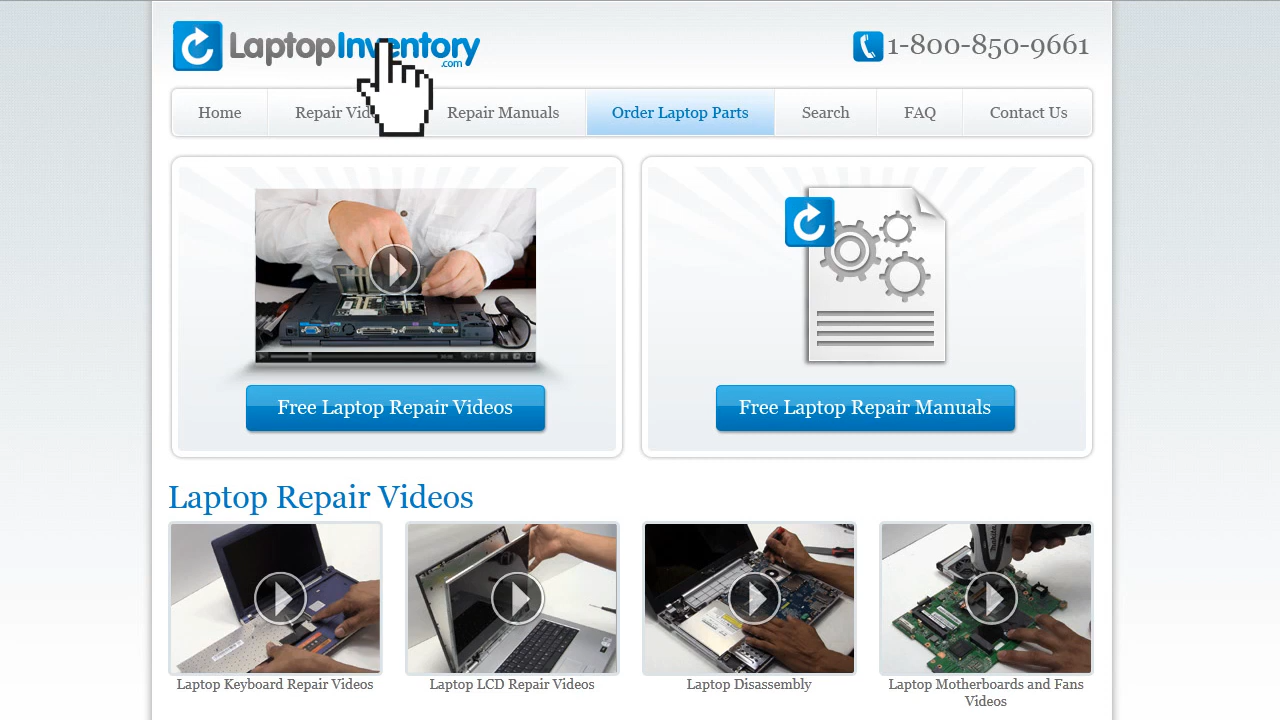 LaptopInventory
.com
1-800-850-9661
Home
Repair Vid
Repair Manuals
Order Laptop Parts
Search
FAQ
Contact Us
Free Laptop Repair Videos
Free Laptop Repair Manuals
Laptop Repair Videos
Laptop Keyboard Repair Videos
Laptop LCD Repair Videos
Laptop Disassembly
Laptop Motherboards and Fans
Videos